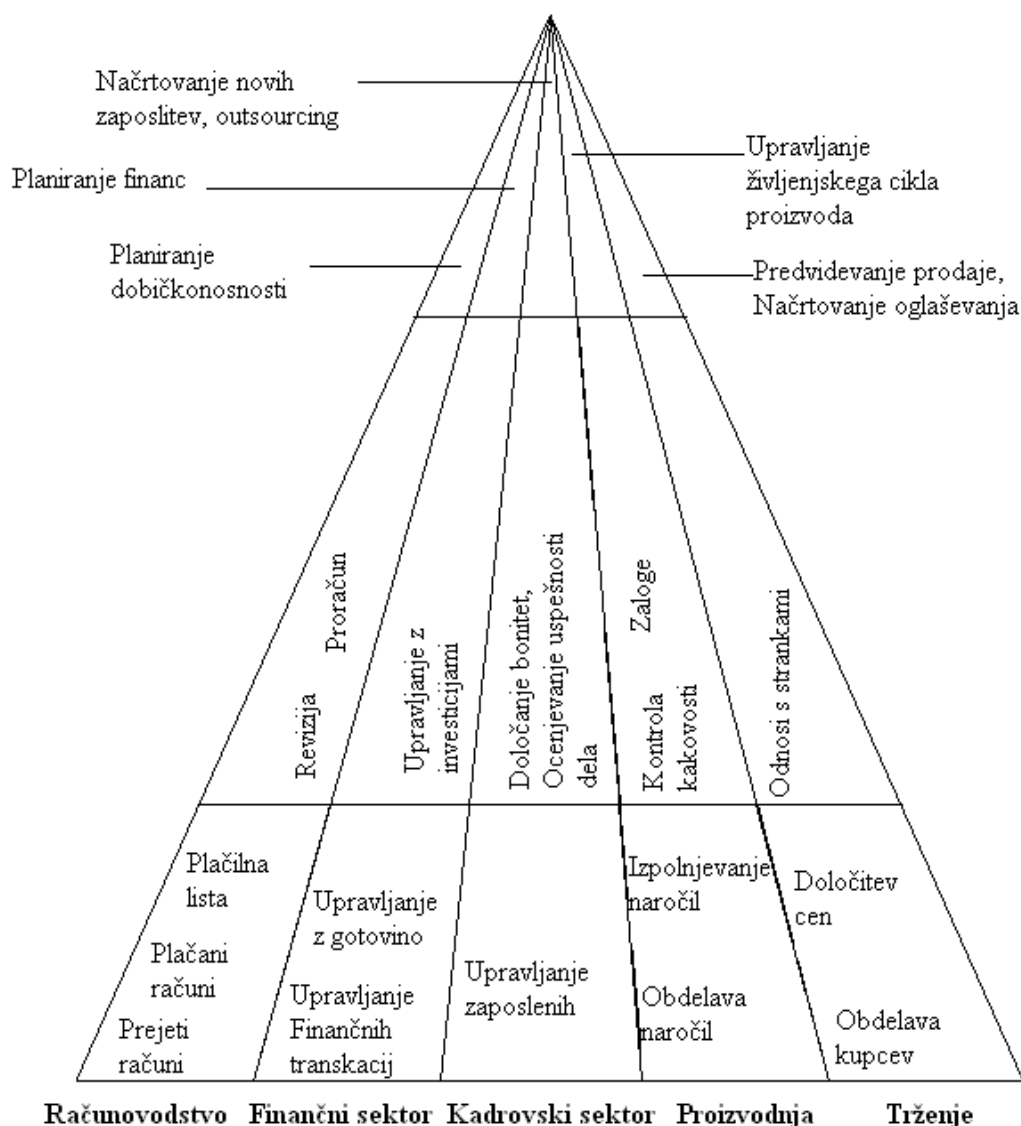 Načrtovanje novih
zaposlitev, outsourcing
Upravljanje
življenjskega cikla
proizvoda
Planiranje financ
Planiranje
dobičkonosnosti
Predvidevanje prodaje,
Načrtovanje oglaševanja
Revizija
Proračun
Upravljanje z
investicijami
Določanje bonitet,
Ocenjevanje uspešnosti
dela
Zaloge
Kontrola
kakovosti
Odnosi s strankami
Plačilna
lista
Plačani
računi
Prejeti
računi
Upravljanje
z gotovino
Upravljanje
Finančnih
transkacij
Upravljanje
zaposlenih
Izpolnjevanje
naročil
Obdelava
naročil
Določitev
cen
Obdelava
kupcev
Računovodstvo Finančni sektor Kadrovski sektor Proizvodnja Trženje